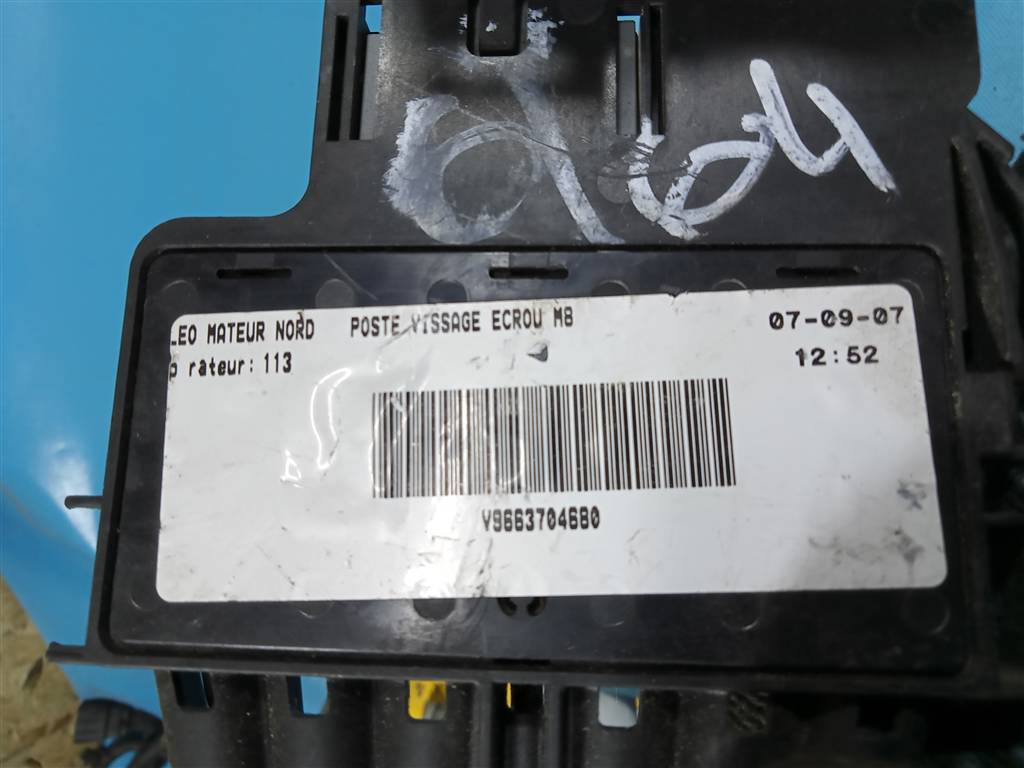 LEO MATEUR NORD POSTE VISSAGE ECROU M8 07-09-07
p rateur: 113 12:52
V9663704680